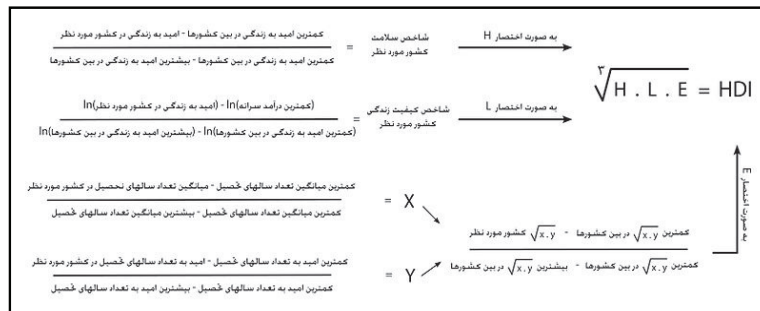 امید به زندگی در کشور مورد نظر - کمترین امید به زندگی در بین کشورها
بیشترین امید به زندگی در بین کشورها - کمترین امید به زندگی در بین کشورها
=
شاخص سلامت
کشور مورد نظر
به صورت اختصار H
ln(امید به زندگی در کشور مورد نظر) - ln(کمترین درآمد سرانه)
ln(بیشترین امید به زندگی در بین کشورها) - ln(کمترین امید به زندگی در بین کشورها)
=
شاخص کیفیت زندگی
کشور مورد نظر
به صورت اختصار L
∛H . L . E = HDI
میانگین تعداد سالهای تحصیل در کشور مورد نظر - کمترین میانگین تعداد سالهای تحصیل
بیشترین میانگین تعداد سالهای تحصیل - کمترین میانگین تعداد سالهای تحصیل
= X
امید به تعداد سالهای تحصیل در کشور مورد نظر - کمترین امید به تعداد سالهای تحصیل
بیشترین امید به تعداد سالهای تحصیل - کمترین امید به تعداد سالهای تحصیل
= Y
√x.y کشور مورد نظر - کمترین √x.y در بین کشورها
بیشترین √x.y در بین کشورها - کمترین √x.y در بین کشورها
به صورت اختصار E